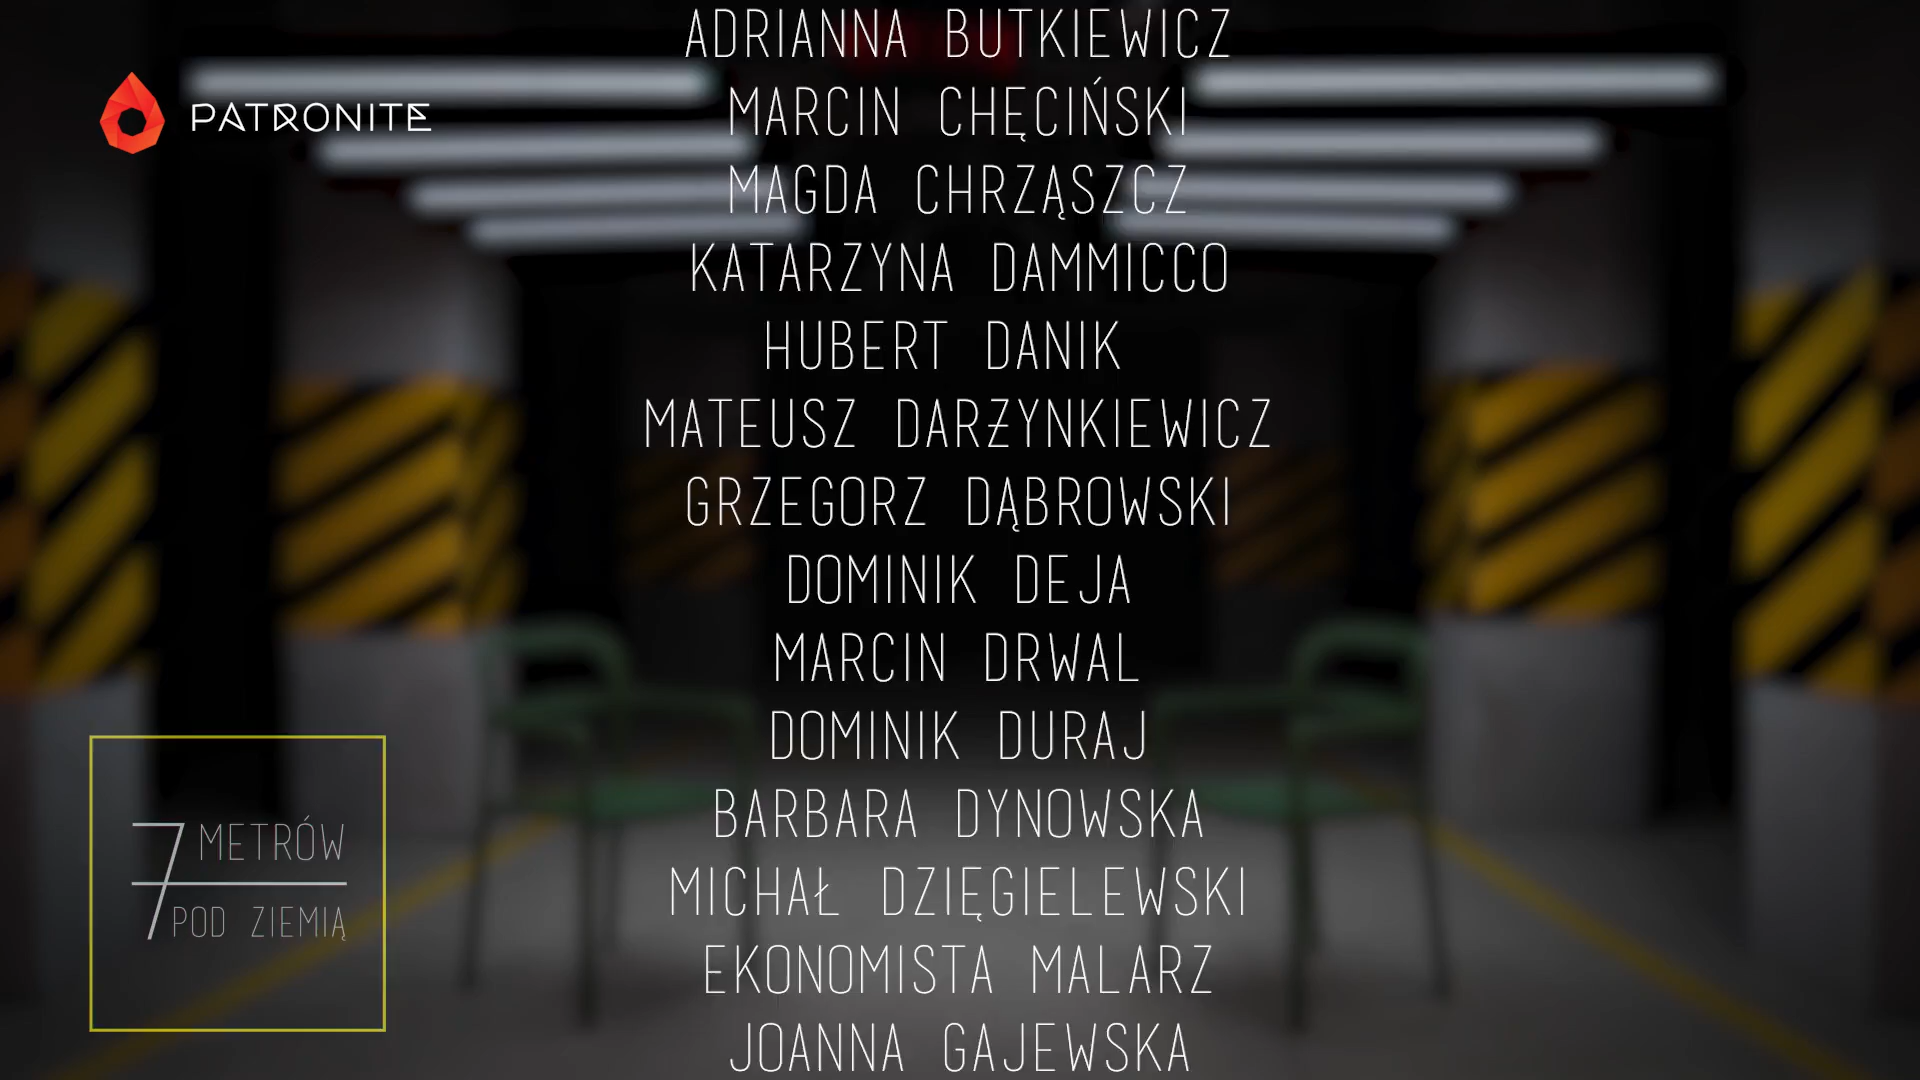 ADRIANNA BUTKIEWICZ
PATRONITE
MARCIN CHĘCIŃSKI
MAGDA CHRZĄSZCZ
KATARZYNA DAMMICCO
HUBERT DANIK
MATEUSZ DARŻYNKIEWICZ
GRZEGORZ DĄBROWSKI
DOMINIK DEJA
MARCIN DRWAL
DOMINIK DURAJ
BARBARA DYNOWSKA
MICHAŁ DZIĘGIELEWSKI
EKONOMISTA MALARZ
JOANNA GAJEWSKA
7 METRÓW
POD ZIEMIĄ